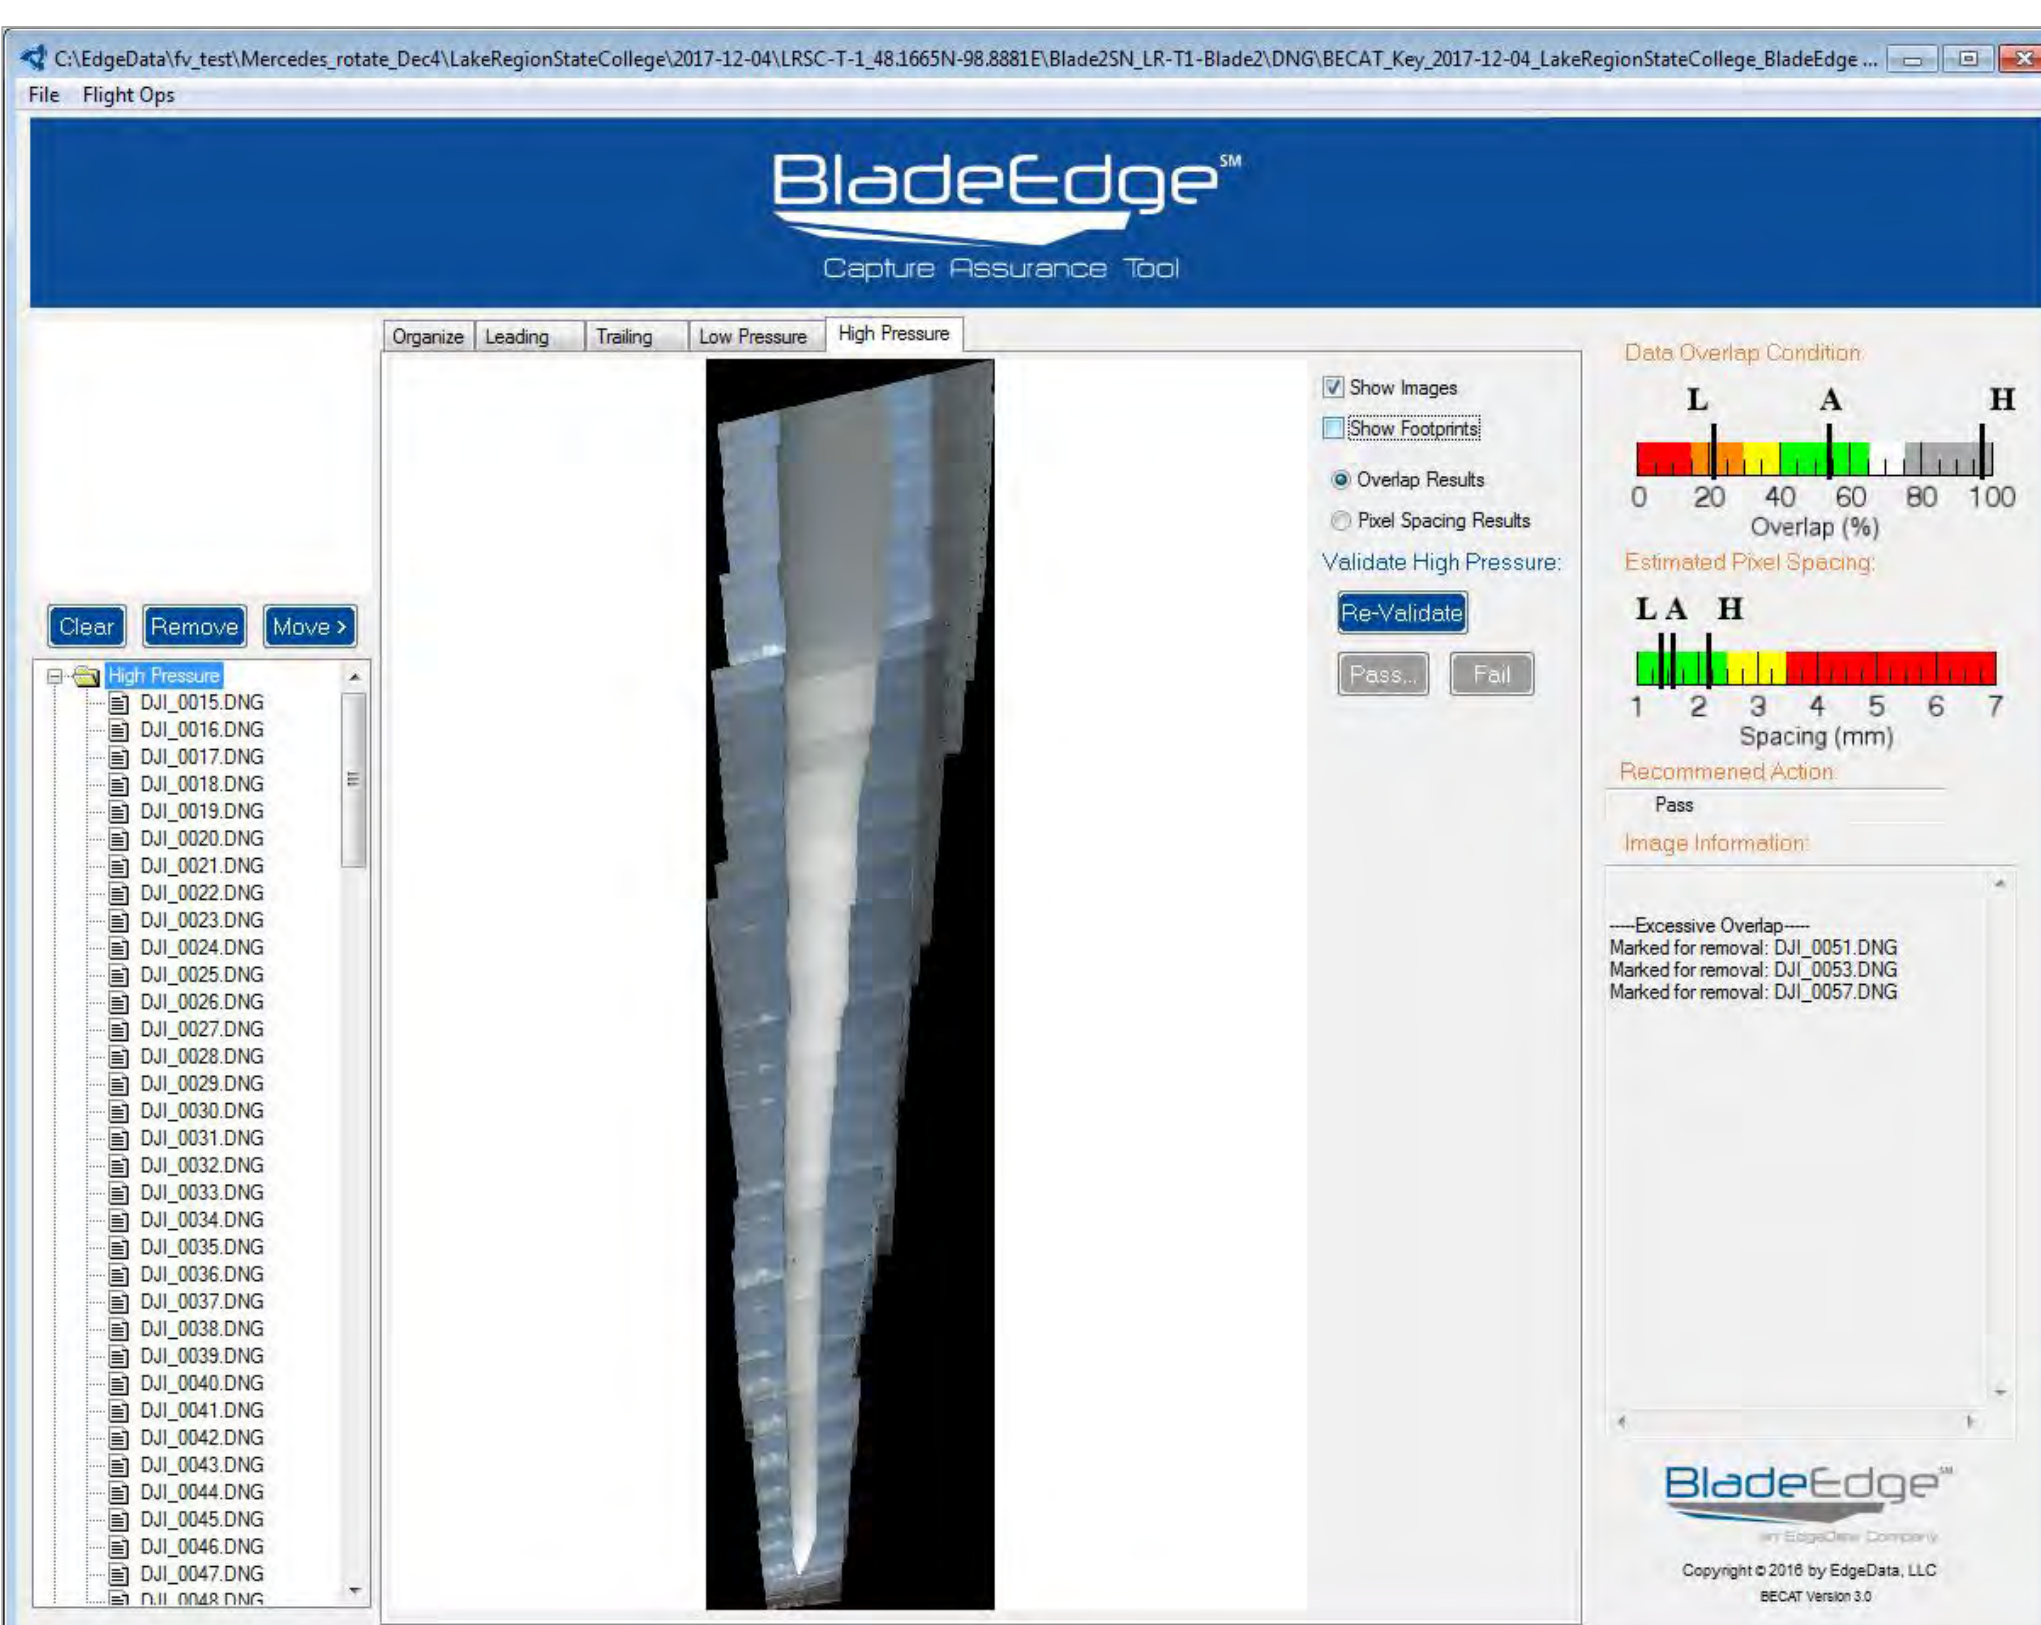 C:\EdgeData\fv_test\Mercedes_rotate_Dec4\LakeRegionStateCollege\2017-12-04\LRSC-T-1_48.1665N-98.8881E\Blade2SN_LR-T1-Blade2\DNG\BECAT_Key_2017-12-04_LakeRegionStateCollege_BladeEdge ...
File Flight Ops
BladeEdge℠
Capture Assurance Tool
Organize Leading Trailing Low Pressure High Pressure
Clear Remove Move >
High Pressure
DJI_0015.DNG
DJI_0016.DNG
DJI_0017.DNG
DJI_0018.DNG
DJI_0019.DNG
DJI_0020.DNG
DJI_0021.DNG
DJI_0022.DNG
DJI_0023.DNG
DJI_0024.DNG
DJI_0025.DNG
DJI_0026.DNG
DJI_0027.DNG
DJI_0028.DNG
DJI_0029.DNG
DJI_0030.DNG
DJI_0031.DNG
DJI_0032.DNG
DJI_0033.DNG
DJI_0034.DNG
DJI_0035.DNG
DJI_0036.DNG
DJI_0037.DNG
DJI_0038.DNG
DJI_0039.DNG
DJI_0040.DNG
DJI_0041.DNG
DJI_0042.DNG
DJI_0043.DNG
DJI_0044.DNG
DJI_0045.DNG
DJI_0046.DNG
DJI_0047.DNG
DJI_0048.DNG
Show Images
Show Footprints
Overlap Results
Pixel Spacing Results
Validate High Pressure:
Re-Validate
Pass... Fail
Data Overlap Condition:
L A H
0 20 40 60 80 100
Overlap (%)
Estimated Pixel Spacing:
L A H
1 2 3 4 5 6 7
Spacing (mm)
Recommened Action:
Pass
Image Information:
----Excessive Overlap-----
Marked for removal: DJI_0051.DNG
Marked for removal: DJI_0053.DNG
Marked for removal: DJI_0057.DNG
BladeEdge℠
an EdgeData Company
Copyright © 2016 by EdgeData, LLC
BECAT Version 3.0